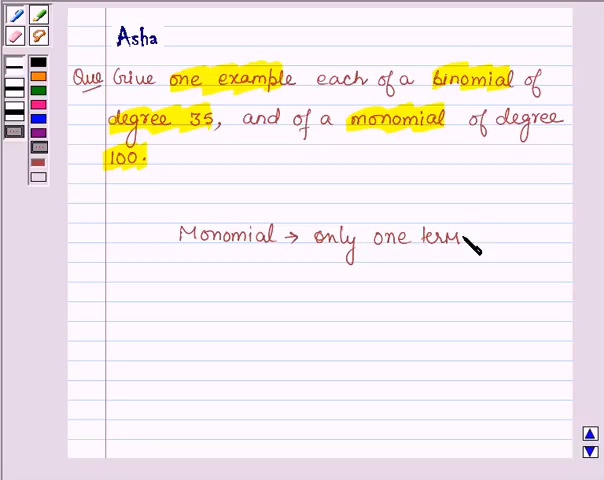 Asha
Que Give one example each of a binomial of
degree 35, and of a monomial of degree
100.
Monomial → only one term